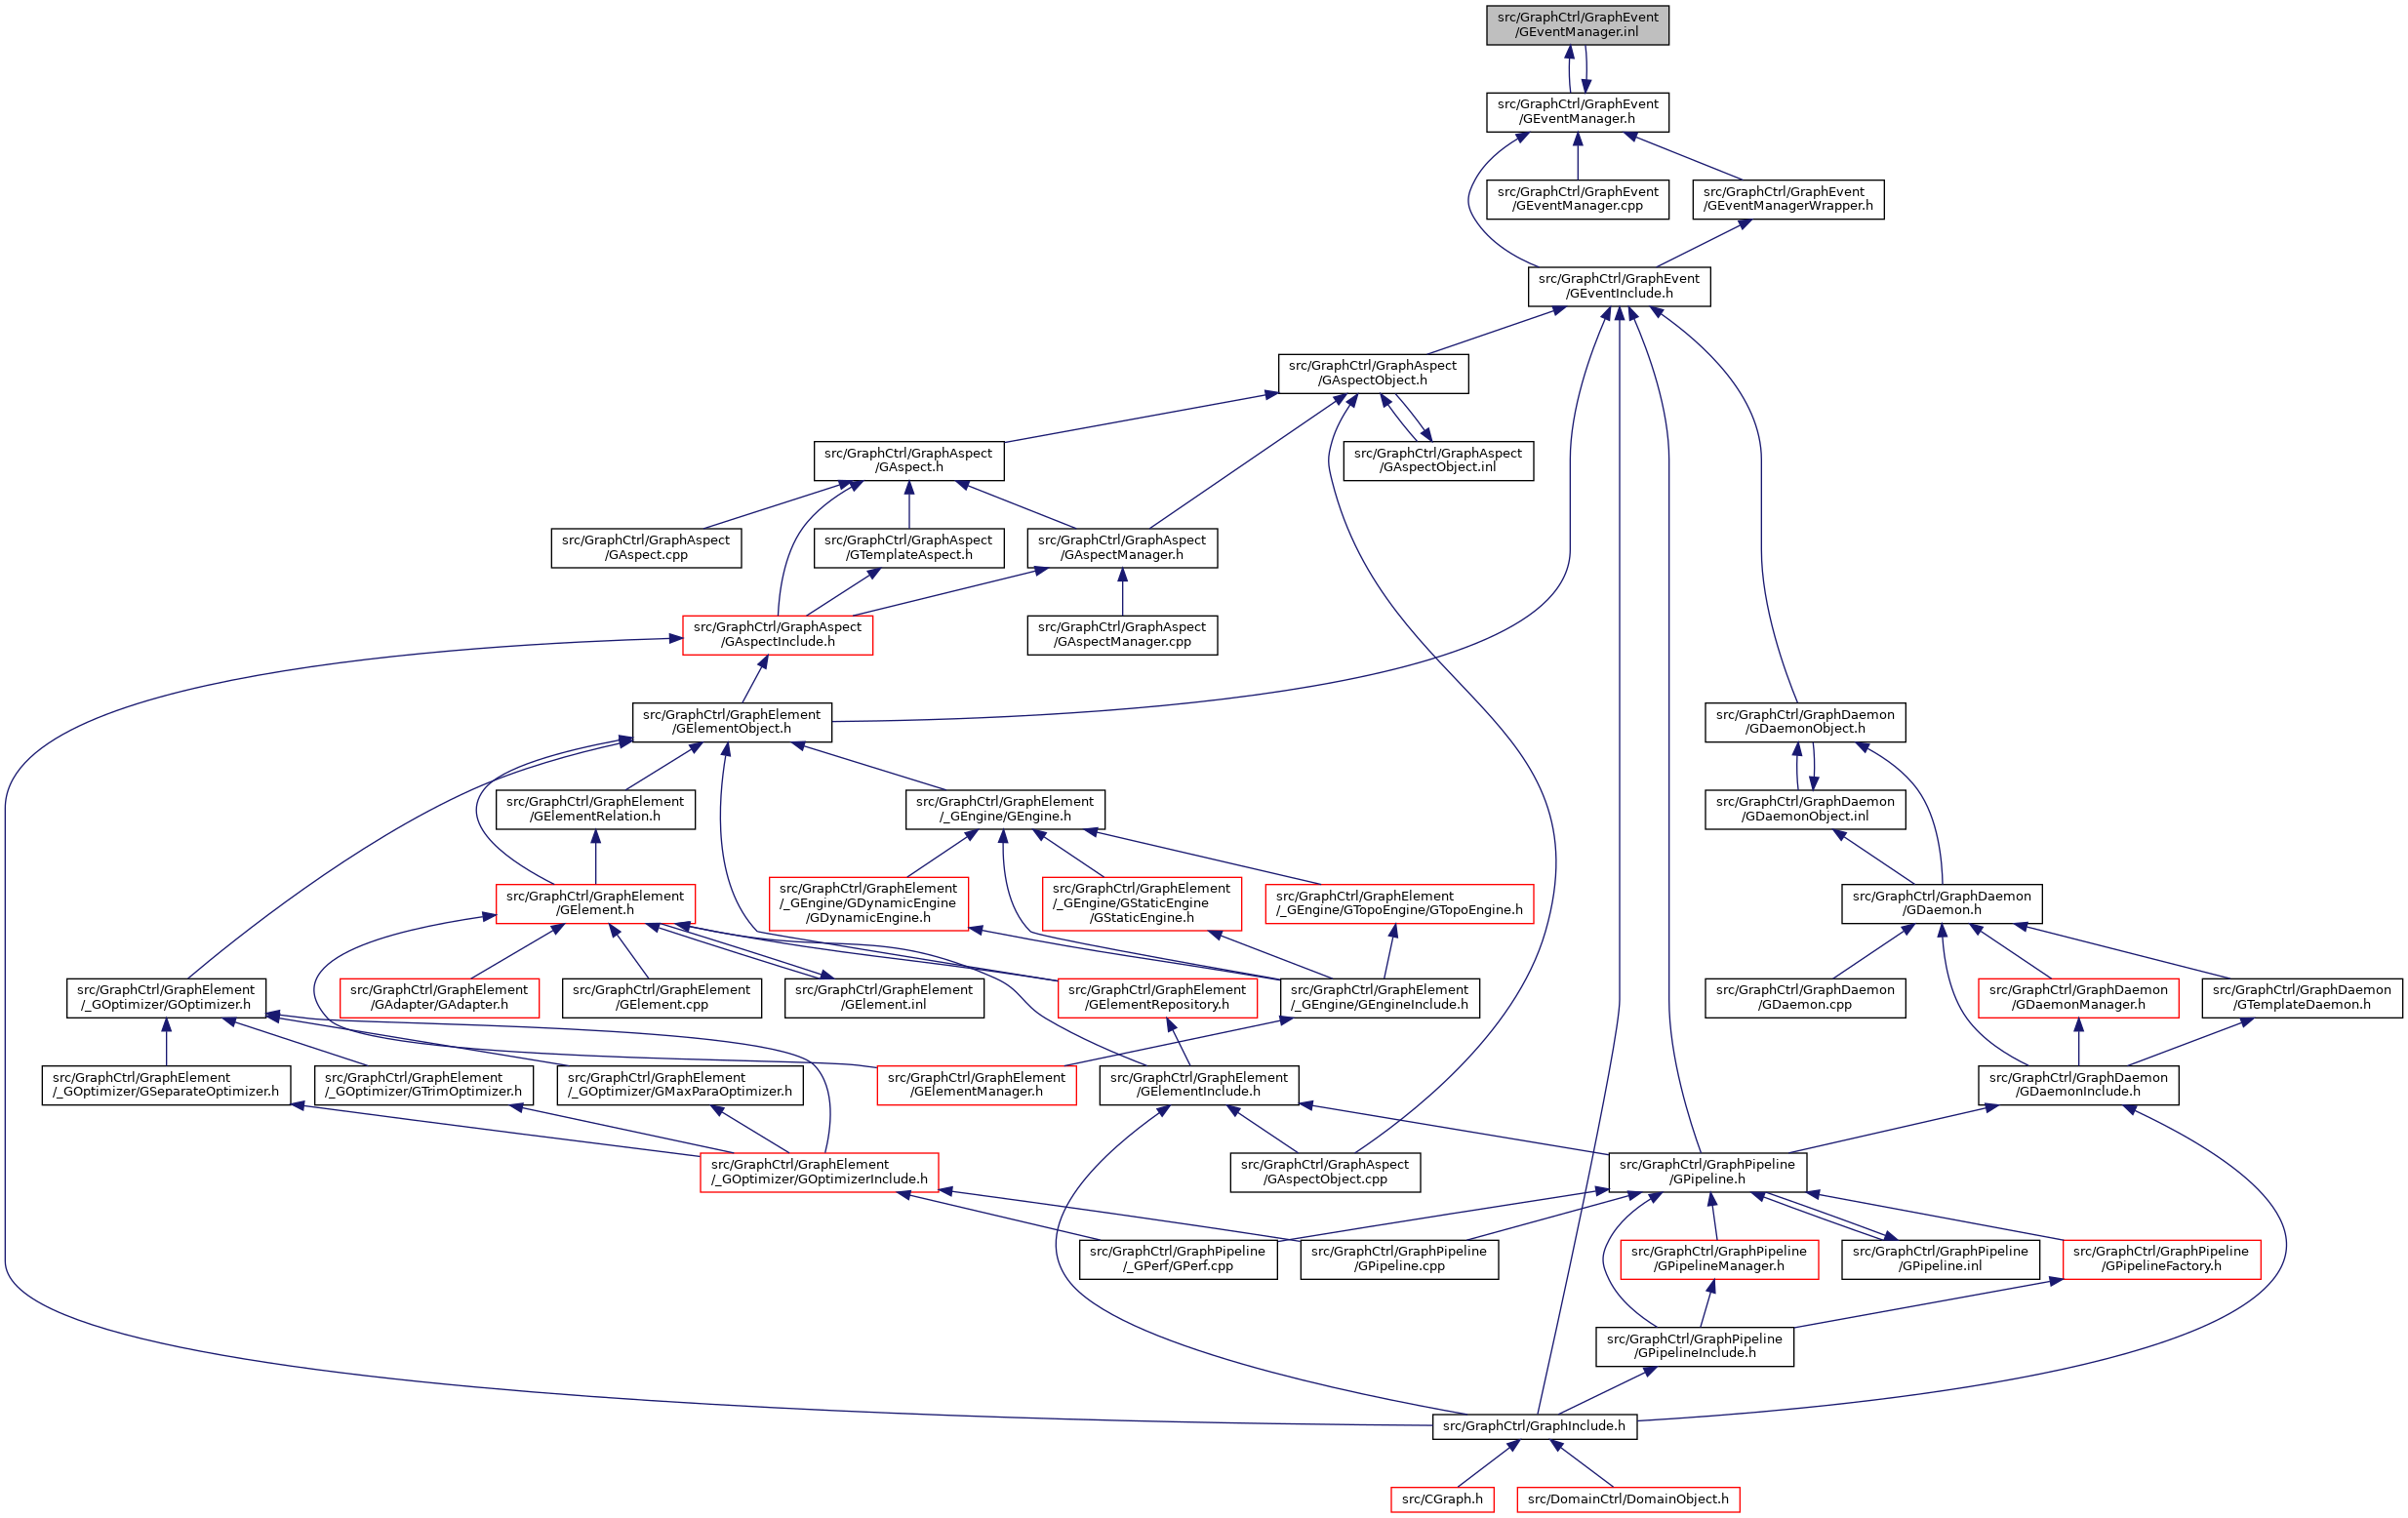 src/GraphCtrl/GraphEvent
/GEventManager.inl
src/GraphCtrl/GraphEvent
/GEventManager.h
src/GraphCtrl/GraphEvent
/GEventManager.cpp
src/GraphCtrl/GraphEvent
/GEventManagerWrapper.h
src/GraphCtrl/GraphEvent
/GEventInclude.h
src/GraphCtrl/GraphAspect
/GAspectObject.h
src/GraphCtrl/GraphAspect
/GAspect.h
src/GraphCtrl/GraphAspect
/GAspectObject.inl
src/GraphCtrl/GraphAspect
/GAspect.cpp
src/GraphCtrl/GraphAspect
/GTemplateAspect.h
src/GraphCtrl/GraphAspect
/GAspectManager.h
src/GraphCtrl/GraphAspect
/GAspectInclude.h
src/GraphCtrl/GraphAspect
/GAspectManager.cpp
src/GraphCtrl/GraphElement
/GElementObject.h
src/GraphCtrl/GraphDaemon
/GDaemonObject.h
src/GraphCtrl/GraphElement
/GElementRelation.h
src/GraphCtrl/GraphElement
/_GEngine/GEngine.h
src/GraphCtrl/GraphDaemon
/GDaemonObject.inl
src/GraphCtrl/GraphElement
/GElement.h
src/GraphCtrl/GraphElement
/_GEngine/GDynamicEngine
/GDynamicEngine.h
src/GraphCtrl/GraphElement
/_GEngine/GStaticEngine
/GStaticEngine.h
src/GraphCtrl/GraphElement
/_GEngine/GTopoEngine/GTopoEngine.h
src/GraphCtrl/GraphDaemon
/GDaemon.h
src/GraphCtrl/GraphElement
/_GOptimizer/GOptimizer.h
src/GraphCtrl/GraphElement
/GAdapter/GAdapter.h
src/GraphCtrl/GraphElement
/GElement.cpp
src/GraphCtrl/GraphElement
/GElement.inl
src/GraphCtrl/GraphElement
/GElementRepository.h
src/GraphCtrl/GraphElement
/_GEngine/GEngineInclude.h
src/GraphCtrl/GraphDaemon
/GDaemon.cpp
src/GraphCtrl/GraphDaemon
/GDaemonManager.h
src/GraphCtrl/GraphDaemon
/GTemplateDaemon.h
src/GraphCtrl/GraphElement
/_GOptimizer/GSeparateOptimizer.h
src/GraphCtrl/GraphElement
/_GOptimizer/GTrimOptimizer.h
src/GraphCtrl/GraphElement
/_GOptimizer/GMaxParaOptimizer.h
src/GraphCtrl/GraphElement
/GElementManager.h
src/GraphCtrl/GraphElement
/GElementInclude.h
src/GraphCtrl/GraphDaemon
/GDaemonInclude.h
src/GraphCtrl/GraphElement
/_GOptimizer/GOptimizerInclude.h
src/GraphCtrl/GraphAspect
/GAspectObject.cpp
src/GraphCtrl/GraphPipeline
/GPipeline.h
src/GraphCtrl/GraphPipeline
/_GPerf/GPerf.cpp
src/GraphCtrl/GraphPipeline
/GPipeline.cpp
src/GraphCtrl/GraphPipeline
/GPipelineManager.h
src/GraphCtrl/GraphPipeline
/GPipeline.inl
src/GraphCtrl/GraphPipeline
/GPipelineFactory.h
src/GraphCtrl/GraphPipeline
/GPipelineInclude.h
src/GraphCtrl/GraphInclude.h
src/CGraph.h
src/DomainCtrl/DomainObject.h